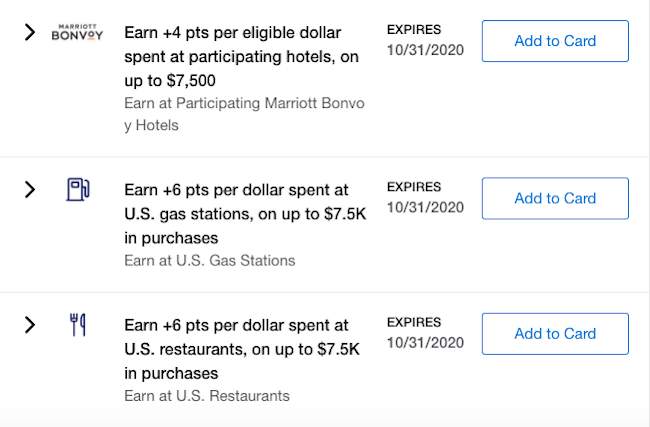 MARRIOTT
BONVOY
Earn +4 pts per eligible dollar
spent at participating hotels, on
up to $7,500
Earn at Participating Marriott Bonvo
y Hotels
EXPIRES
10/31/2020
Add to Card
Earn +6 pts per dollar spent at
U.S. gas stations, on up to $7.5K
in purchases
Earn at U.S. Gas Stations
EXPIRES
10/31/2020
Add to Card
Earn +6 pts per dollar spent at
U.S. restaurants, on up to $7.5K
in purchases
Earn at U.S. Restaurants
EXPIRES
10/31/2020
Add to Card